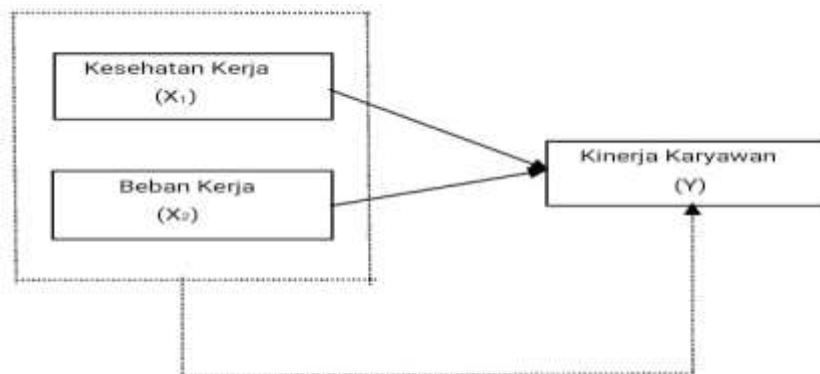 Kesehatan Kerja
(X₁)
Beban Kerja
(X₂)
Kinerja Karyawan
(Y)